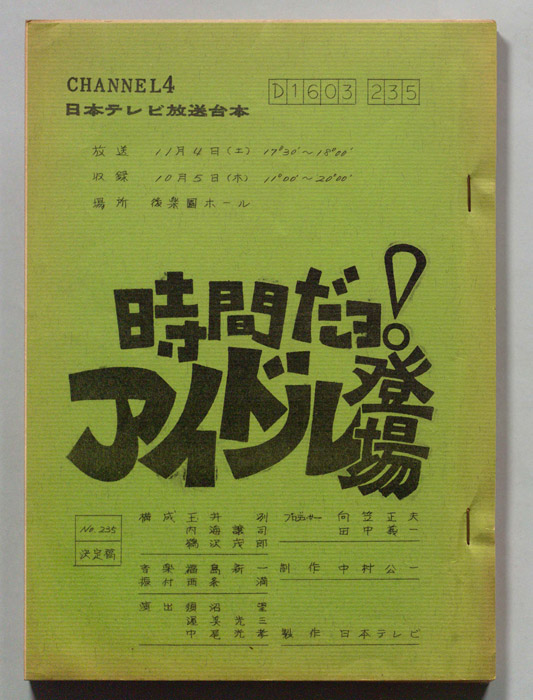 CHANNEL4
日本テレビ放送台本
D1603 235
放送 11月4日(土) 17°30'〜18°00'
収録 10月5日(木) 11°00'〜20°00'
場所 後楽園ホール
時間だョ!
アイドル登場
No.235
決定稿
構成 玉井 冽
内海譲司
鶴沢茂郎
音楽 福島新一
振付 西条 満
演出 須沼 望
渥美光三
中尾光孝
プロデューサー 向笠正夫
田中義一
制作 中村公一
製作 日本テレビ